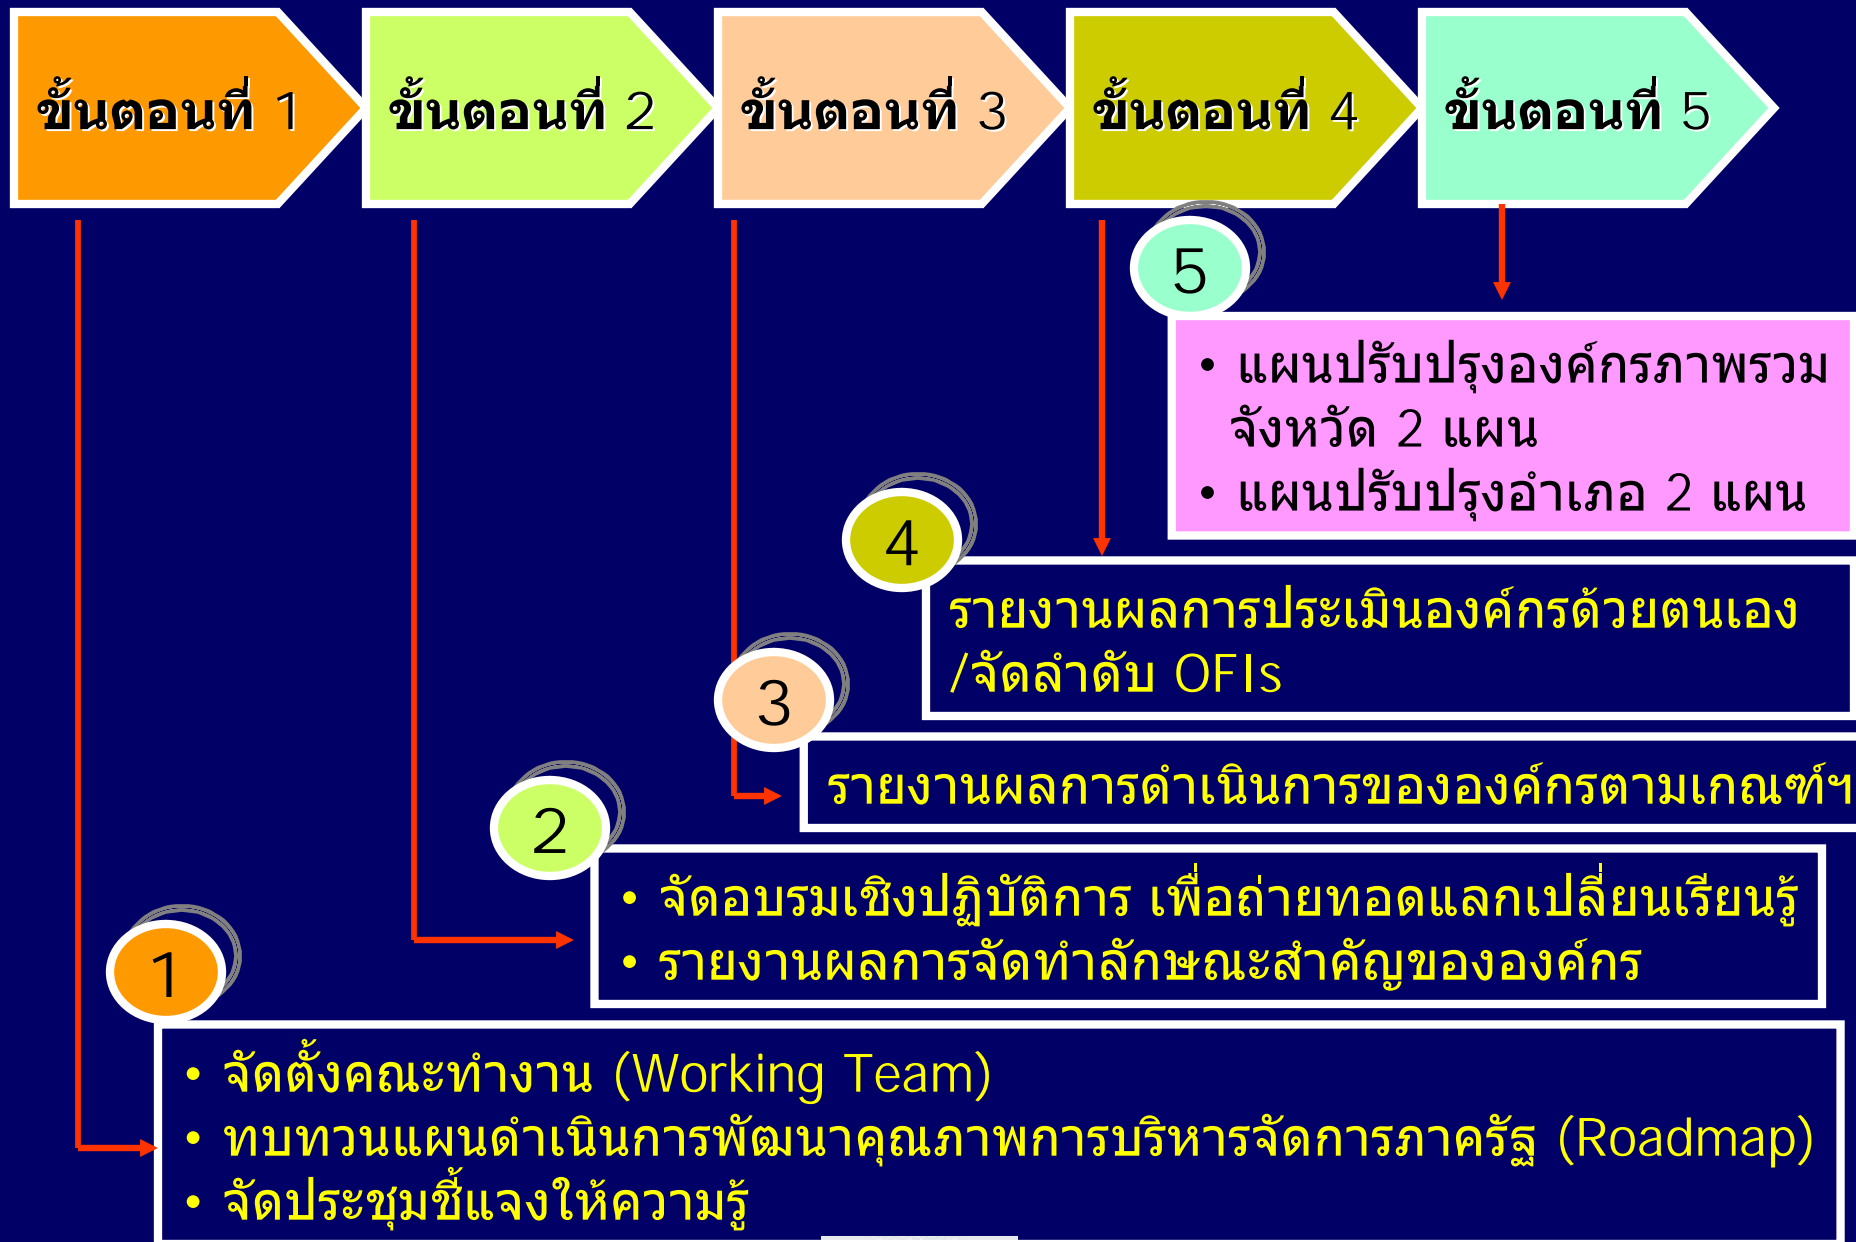 ขั้นตอนที่ 1
ขั้นตอนที่ 2
ขั้นตอนที่ 3
ขั้นตอนที่ 4
ขั้นตอนที่ 5
5
• แผนปรับปรุงองค์กรภาพรวม
จังหวัด 2 แผน
• แผนปรับปรุงอำเภอ 2 แผน
4
รายงานผลการประเมินองค์กรด้วยตนเอง
/จัดลำดับ OFIs
3
รายงานผลการดำเนินการขององค์กรตามเกณฑ์ฯ
2
• จัดอบรมเชิงปฏิบัติการ เพื่อถ่ายทอดแลกเปลี่ยนเรียนรู้
• รายงานผลการจัดทำลักษณะสำคัญขององค์กร
1
• จัดตั้งคณะทำงาน (Working Team)
• ทบทวนแผนดำเนินการพัฒนาคุณภาพการบริหารจัดการภาครัฐ (Roadmap)
• จัดประชุมชี้แจงให้ความรู้